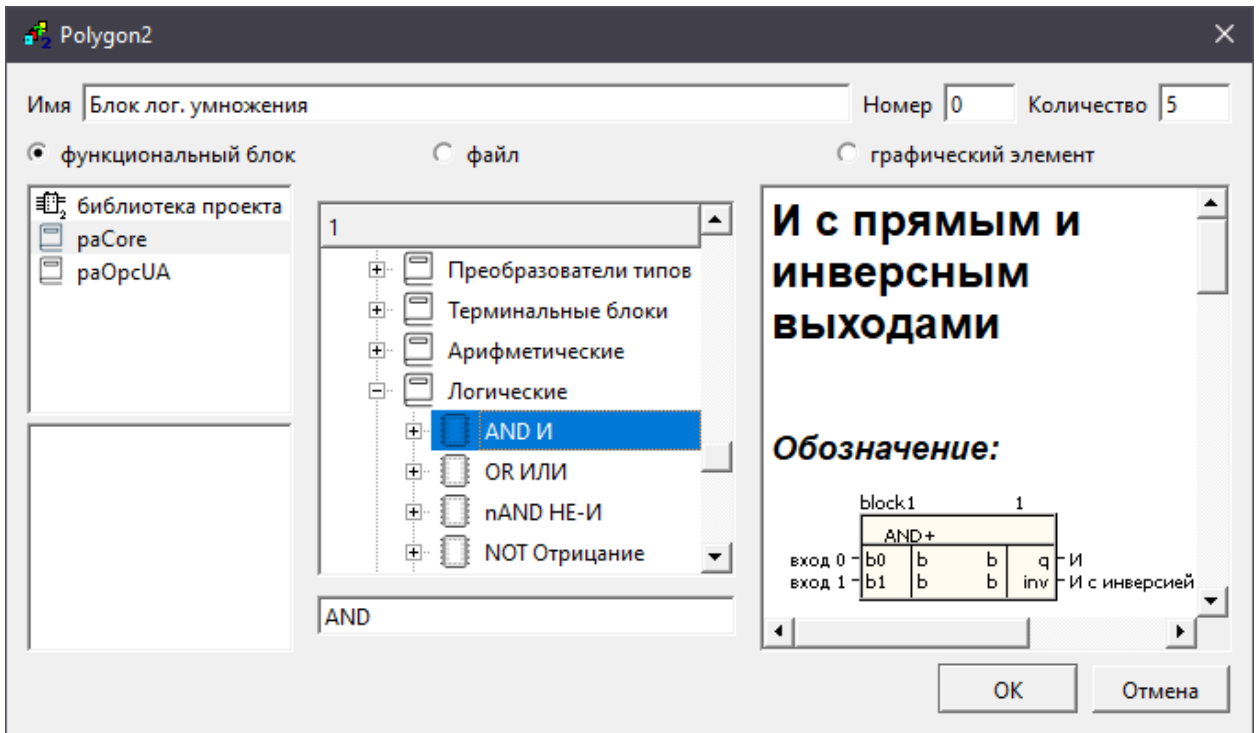 Polygon2
Имя Блок лог. умножения Номер 0 Количество 5
функциональный блок файл графический элемент
библиотека проекта
paCore
paOpcUA
1
Преобразователи типов
Терминальные блоки
Арифметические
Логические
AND И
OR ИЛИ
nAND НЕ-И
NOT Отрицание
AND
И с прямым и
инверсным
выходами
Обозначение:
block1 1
AND+
вход 0 b0 b b q И
вход 1 b1 b b inv И с инверсией
OK Отмена